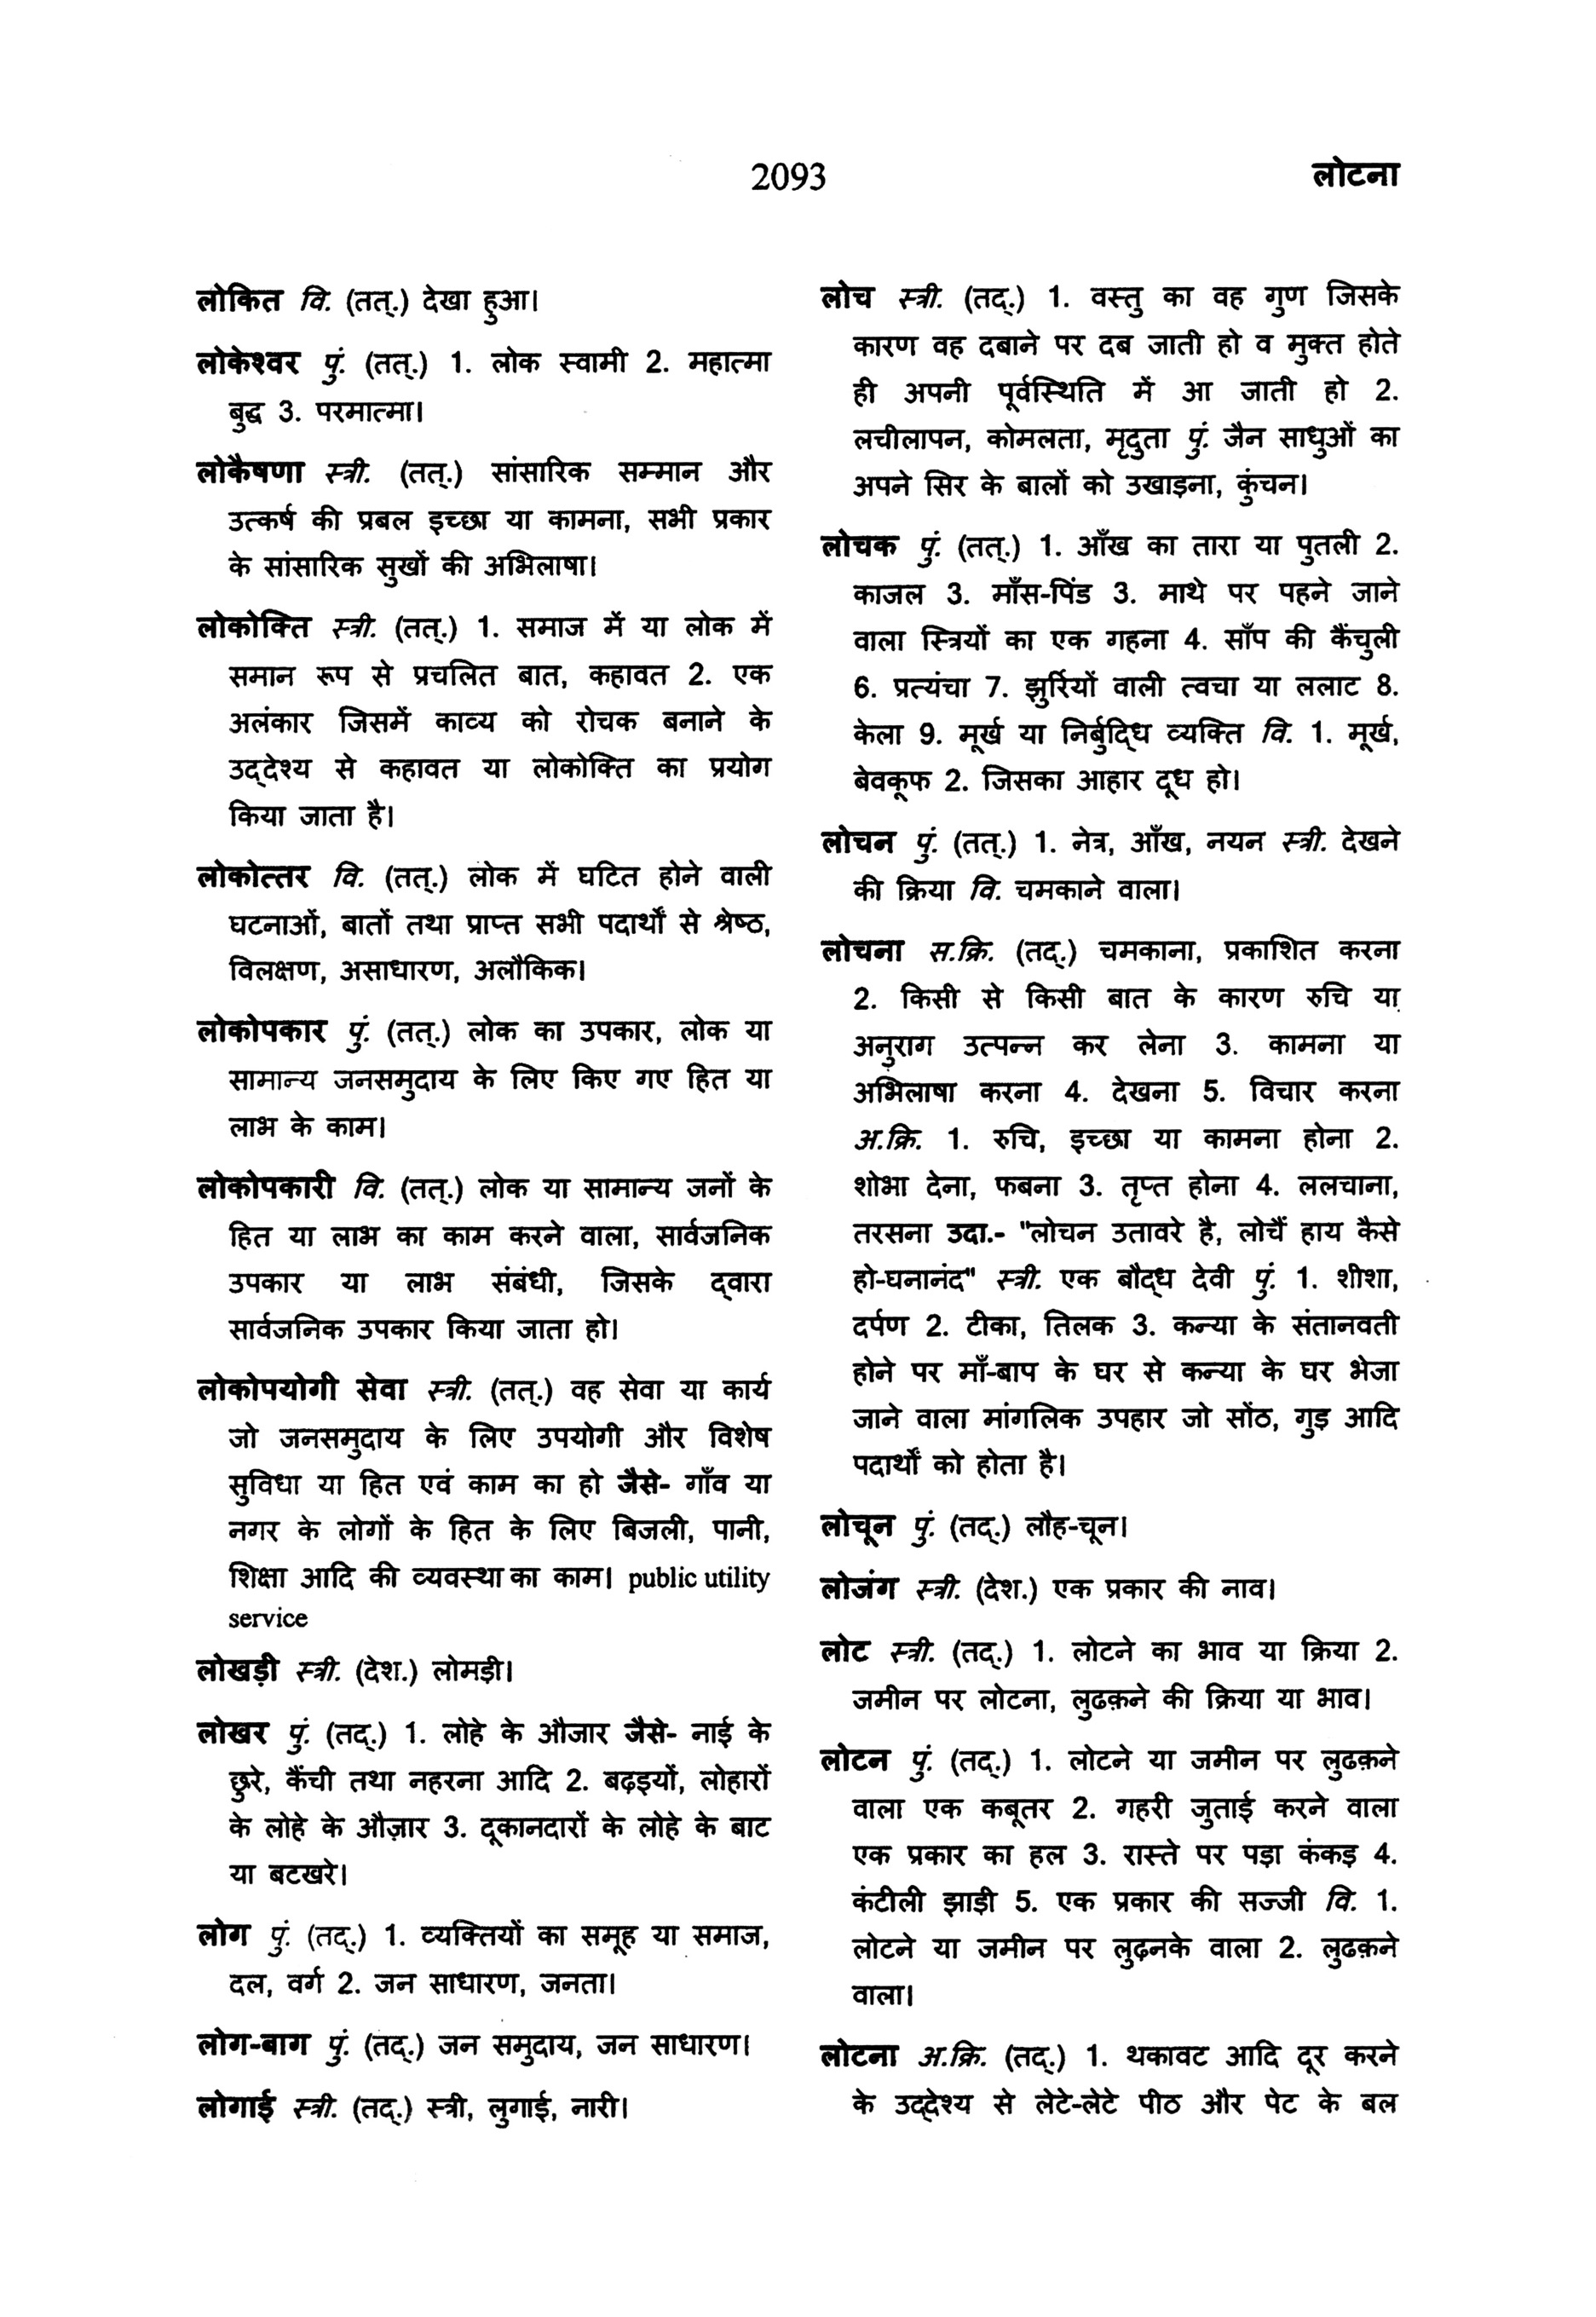 2093
लोटना
लोकित वि. (तत्.) देखा हुआ।
लोकेश्वर पुं. (तत्.) 1. लोक स्वामी 2. महात्मा
बुद्ध 3. परमात्मा।
लोकैषणा स्त्री. (तत्.) सांसारिक सम्मान और
उत्कर्ष की प्रबल इच्छा या कामना, सभी प्रकार
के सांसारिक सुखों की अभिलाषा।
लोकोक्ति स्त्री. (तत्.) 1. समाज में या लोक में
समान रूप से प्रचलित बात, कहावत 2. एक
अलंकार जिसमें काव्य को रोचक बनाने के
उद्देश्य से कहावत या लोकोक्ति का प्रयोग
किया जाता है।
लोकोत्तर वि. (तत्.) लोक में घटित होने वाली
घटनाओं, बातों तथा प्राप्त सभी पदार्थों से श्रेष्ठ,
विलक्षण, असाधारण, अलौकिक।
लोकोपकार पुं. (तत्.) लोक का उपकार, लोक या
सामान्य जनसमुदाय के लिए किए गए हित या
लाभ के काम।
लोकोपकारी वि. (तत्.) लोक या सामान्य जनों के
हित या लाभ का काम करने वाला, सार्वजनिक
उपकार या लाभ संबंधी, जिसके द्वारा
सार्वजनिक उपकार किया जाता हो।
लोकोपयोगी सेवा स्त्री. (तत्.) वह सेवा या कार्य
जो जनसमुदाय के लिए उपयोगी और विशेष
सुविधा या हित एवं काम का हो जैसे- गाँव या
नगर के लोगों के हित के लिए बिजली, पानी,
शिक्षा आदि की व्यवस्था का काम। public utility
service
लोखड़ी स्त्री. (देश.) लोमड़ी।
लोखर पुं. (तद्.) 1. लोहे के औजार जैसे- नाई के
छुरे, कैंची तथा नहरना आदि 2. बढ़इयों, लोहारों
के लोहे के औज़ार 3. दूकानदारों के लोहे के बाट
या बटखरे।
लोग पुं. (तद्.) 1. व्यक्तियों का समूह या समाज,
दल, वर्ग 2. जन साधारण, जनता।
लोग-बाग पुं. (तद्.) जन समुदाय, जन साधारण।
लोगाई स्त्री. (तद्.) स्त्री, लुगाई, नारी।
लोच स्त्री. (तद्.) 1. वस्तु का वह गुण जिसके
कारण वह दबाने पर दब जाती हो व मुक्त होते
ही अपनी पूर्वस्थिति में आ जाती हो 2.
लचीलापन, कोमलता, मृदुता पुं. जैन साधुओं का
अपने सिर के बालों को उखाड़ना, कुंचन।
लोचक पुं. (तत्.) 1. आँख का तारा या पुतली 2.
काजल 3. माँस-पिंड 3. माथे पर पहने जाने
वाला स्त्रियों का एक गहना 4. साँप की कैंचुली
6. प्रत्यंचा 7. झुर्रियों वाली त्वचा या ललाट 8.
केला 9. मूर्ख या निर्बुद्धि व्यक्ति वि. 1. मूर्ख,
बेवकूफ 2. जिसका आहार दूध हो।
लोचन पुं. (तत्.) 1. नेत्र, आँख, नयन स्त्री. देखने
की क्रिया वि. चमकाने वाला।
लोचना स.क्रि. (तद्.) चमकाना, प्रकाशित करना
2. किसी से किसी बात के कारण रुचि या
अनुराग उत्पन्न कर लेना 3. कामना या
अभिलाषा करना 4. देखना 5. विचार करना
अ.क्रि. 1. रुचि, इच्छा या कामना होना 2.
शोभा देना, फबना 3. तृप्त होना 4. ललचाना,
तरसना उदा.- "लोचन उतावरे है, लोचैं हाय कैसे
हो-घनानंद" स्त्री. एक बौद्ध देवी पुं. 1. शीशा,
दर्पण 2. टीका, तिलक 3. कन्या के संतानवती
होने पर माँ-बाप के घर से कन्या के घर भेजा
जाने वाला मांगलिक उपहार जो सोंठ, गुड़ आदि
पदार्थों को होता है।
लोचून पुं. (तद्.) लौह-चून।
लोजंग स्त्री. (देश.) एक प्रकार की नाव।
लोट स्त्री. (तद्.) 1. लोटने का भाव या क्रिया 2.
जमीन पर लोटना, लुढक़ने की क्रिया या भाव।
लोटन पुं. (तद्.) 1. लोटने या जमीन पर लुढक़ने
वाला एक कबूतर 2. गहरी जुताई करने वाला
एक प्रकार का हल 3. रास्ते पर पड़ा कंकड़ 4.
कंटीली झाड़ी 5. एक प्रकार की सज्जी वि. 1.
लोटने या जमीन पर लुढ़नके वाला 2. लुढक़ने
वाला।
लोटना अ.क्रि. (तद्.) 1. थकावट आदि दूर करने
के उद्देश्य से लेटे-लेटे पीठ और पेट के बल